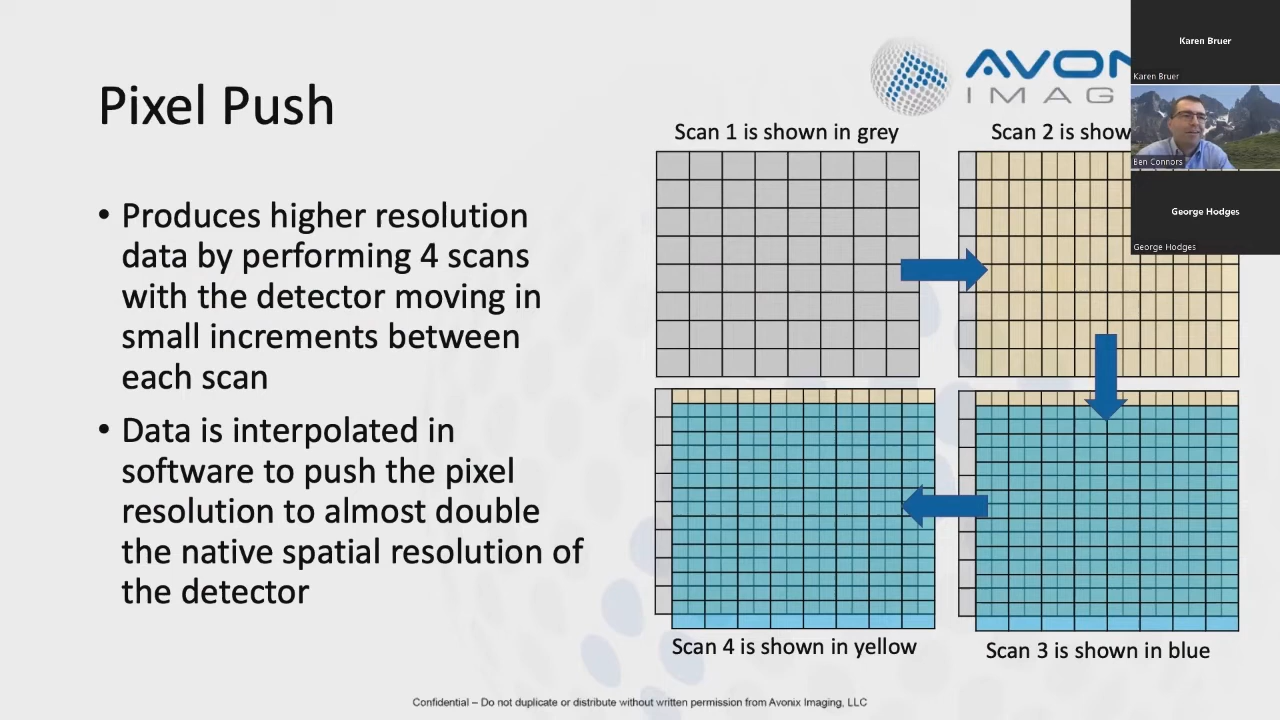 Pixel Push
• Produces higher resolution
data by performing 4 scans
with the detector moving in
small increments between
each scan
• Data is interpolated in
software to push the pixel
resolution to almost double
the native spatial resolution of
the detector
AVON
IMAG
Scan 1 is shown in grey
Scan 2 is show
Scan 4 is shown in yellow
Scan 3 is shown in blue
Karen Bruer
Karen Bruer
Ben Connors
George Hodges
George Hodges
Confidential – Do not duplicate or distribute without written permission from Avonix Imaging, LLC